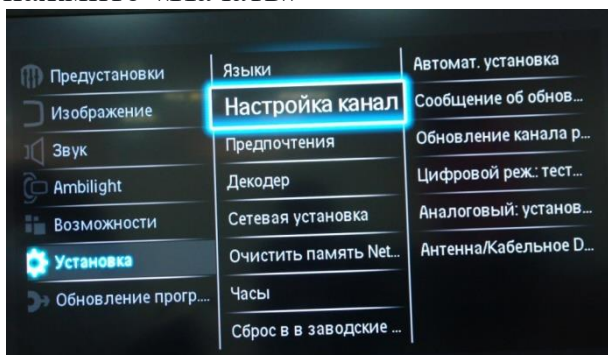 Предустановки
Изображение
Звук
Ambilight
Возможности
Установка
Обновление прогр....
Языки
Настройка канал
Предпочтения
Декодер
Сетевая установка
Очистить память Net...
Часы
Сброс в в заводские ...
Автомат. установка
Сообщение об обнов...
Обновление канала р...
Цифровой реж.: тест...
Аналоговый: установ...
Антенна/Кабельное D...